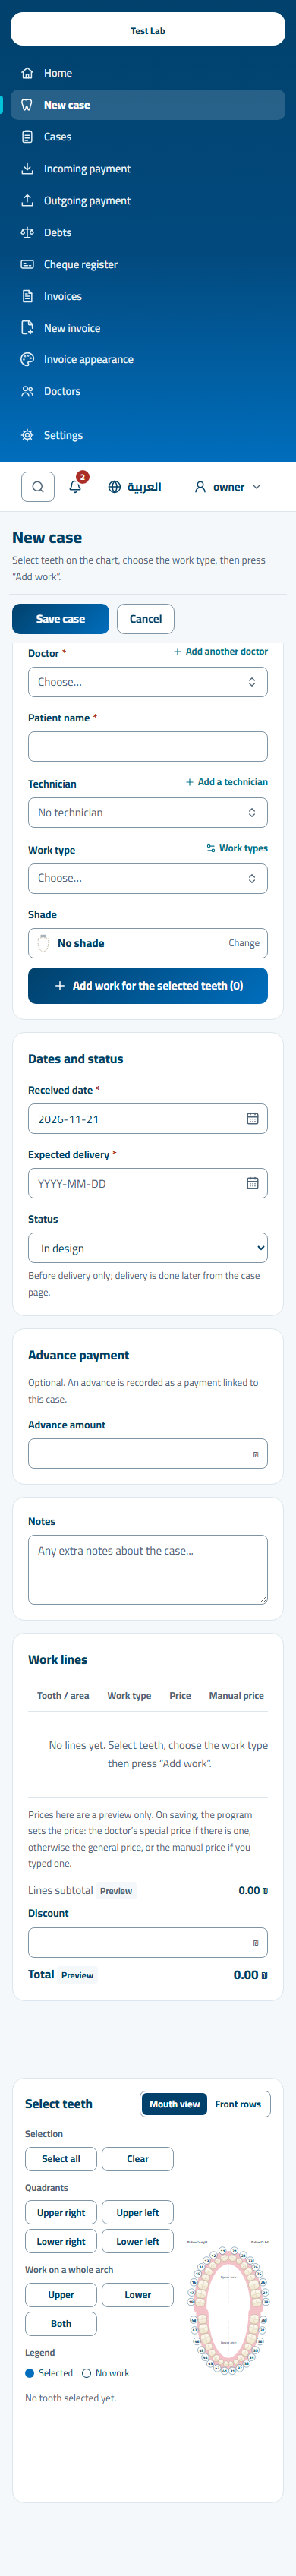 Test Lab
Home
New case
Cases
Incoming payment
Outgoing payment
Debts
Cheque register
Invoices
New invoice
Invoice appearance
Doctors
Settings
2
العربية
owner
New case
Select teeth on the chart, choose the work type, then press
“Add work”.
Save case
Cancel
Doctor *
+ Add another doctor
Choose...
Patient name *
Technician
+ Add a technician
No technician
Work type
Work types
Choose...
Shade
No shade
Change
+ Add work for the selected teeth (0)
Dates and status
Received date *
2026-11-21
Expected delivery *
YYYY-MM-DD
Status
In design
Before delivery only; delivery is done later from the case
page.
Advance payment
Optional. An advance is recorded as a payment linked to
this case.
Advance amount
₪
Notes
Any extra notes about the case...
Work lines
Tooth / area
Work type
Price
Manual price
No lines yet. Select teeth, choose the work type
then press “Add work”.
Prices here are a preview only. On saving, the program
sets the price: the doctor’s special price if there is one,
otherwise the general price, or the manual price if you
typed one.
Lines subtotal Preview
0.00 ₪
Discount
₪
Total Preview
0.00 ₪
Select teeth
Mouth view
Front rows
Selection
Select all
Clear
Quadrants
Upper right
Upper left
Lower right
Lower left
Work on a whole arch
Upper
Lower
Both
Legend
Selected
No work
No tooth selected yet.